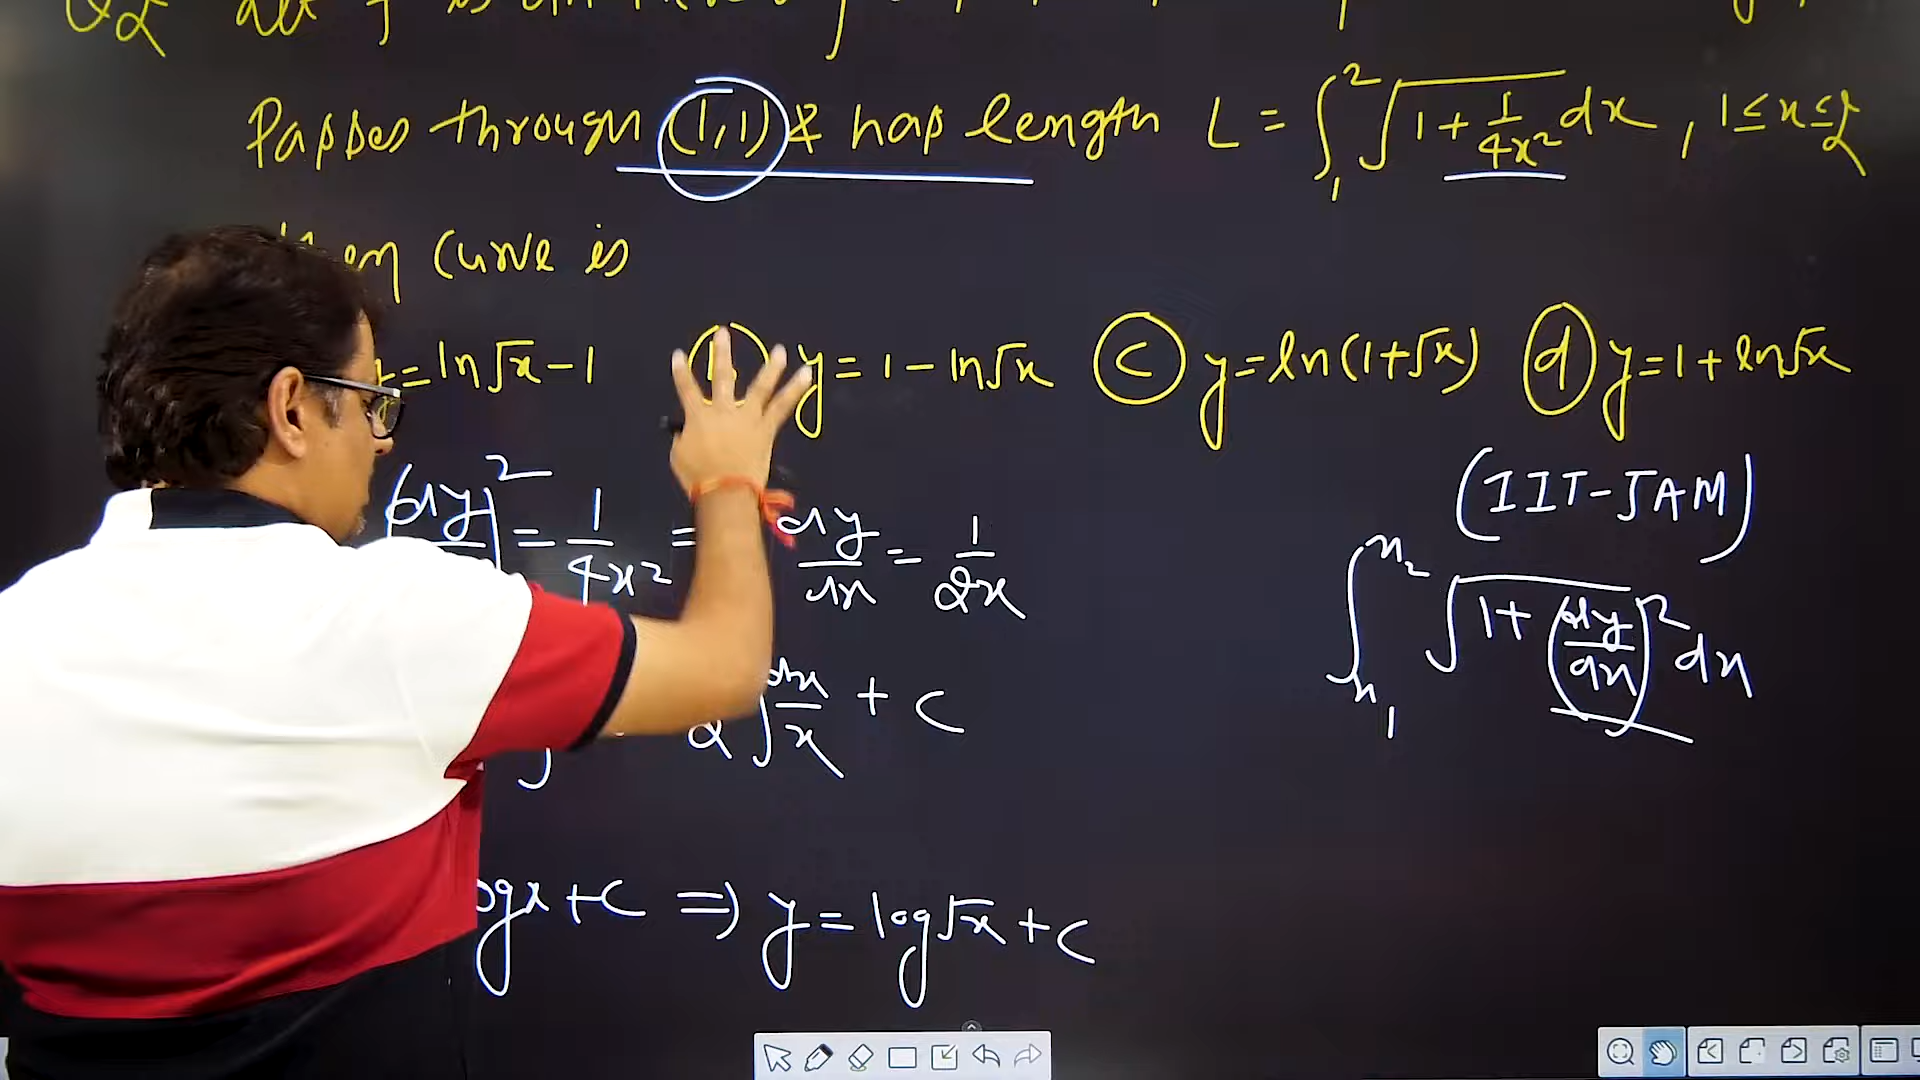 Passes through (1,1) & has length L = ∫₁² √(1 + 1/4x²) dx , 1≤x≤2
curve is
= ln√x - 1 y = 1 - ln√x (c) y = ln(1+√x) (d) y = 1 + ln√x
(IIT-JAM)
(dy)² = 1/4x² = dy/dx = 1/2x
∫ₓ₁ˣ² √(1 + (dy/dx)²) dx
2 ∫ dx/x + c
ogx + c ⇒ y = log√x + c